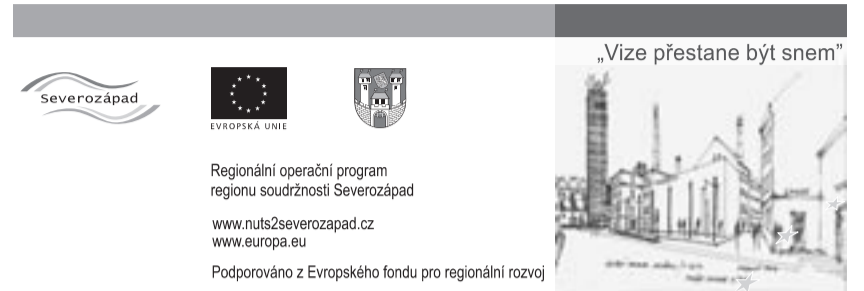 „Vize přestane být snem”
Severozápad
EVROPSKÁ UNIE
Regionální operační program
regionu soudržnosti Severozápad
www.nuts2severozapad.cz
www.europa.eu
Podporováno z Evropského fondu pro regionální rozvoj